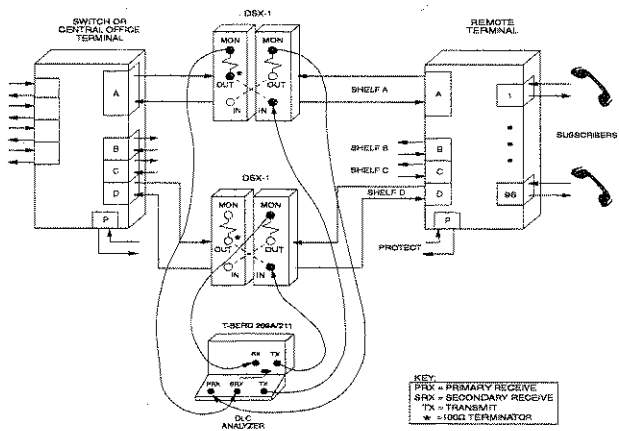 DSX-1
SWITCH OR
CENTRAL OFFICE
TERMINAL
REMOTE
TERMINAL
MON
MON
OUT
OUT
IN
IN
*
A
SHELF A
A
1
SUBSCRIBERS
B
C
D
SHELF B
SHELF C
SHELF D
B
C
D
96
DSX-1
P
P
PROTECT
MON
MON
OUT
OUT
IN
IN
*
T-BERD 209A/211
RX
TX
PRX
SRX
TX
DLC
ANALYZER
KEY:
PRX = PRIMARY RECEIVE
SRX = SECONDARY RECEIVE
TX = TRANSMIT
* = 100Ω TERMINATOR